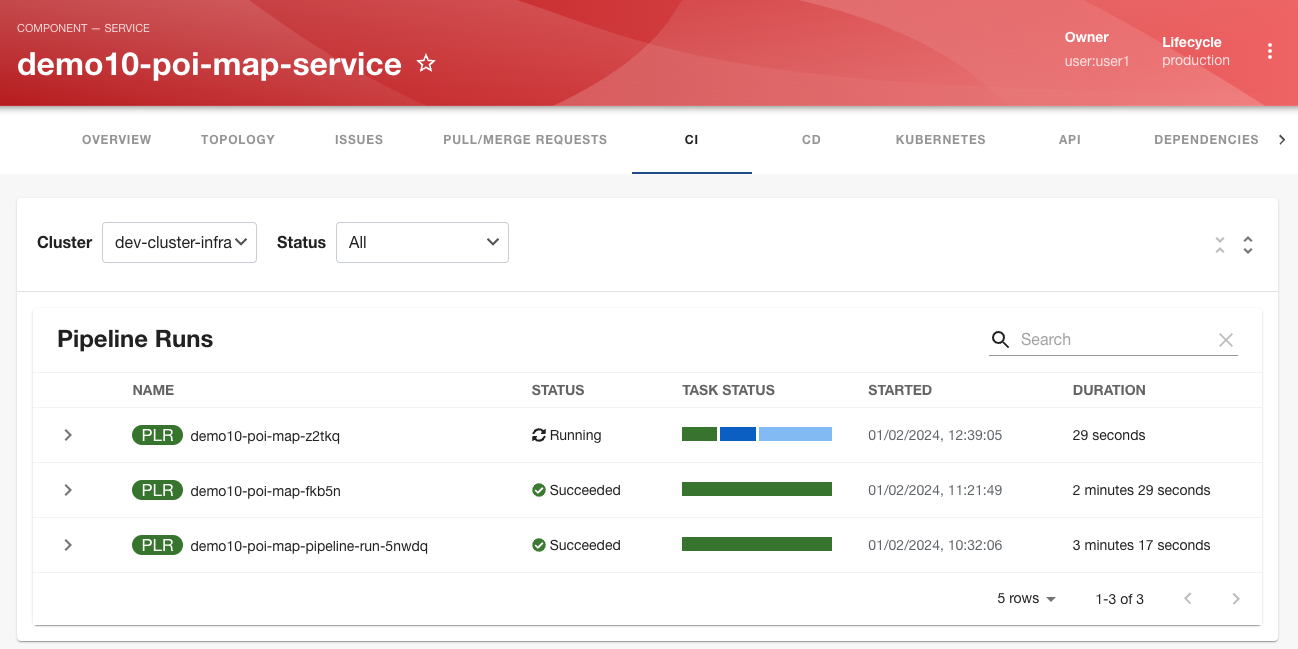 COMPONENT — SERVICE
demo10-poi-map-service
Owner
user:user1
Lifecycle
production
OVERVIEW TOPOLOGY ISSUES PULL/MERGE REQUESTS CI CD KUBERNETES API DEPENDENCIES
Cluster dev-cluster-infra Status All
Pipeline Runs
Search
NAME STATUS TASK STATUS STARTED DURATION
PLR demo10-poi-map-z2tkq Running 01/02/2024, 12:39:05 29 seconds
PLR demo10-poi-map-fkb5n Succeeded 01/02/2024, 11:21:49 2 minutes 29 seconds
PLR demo10-poi-map-pipeline-run-5nwdq Succeeded 01/02/2024, 10:32:06 3 minutes 17 seconds
5 rows 1-3 of 3